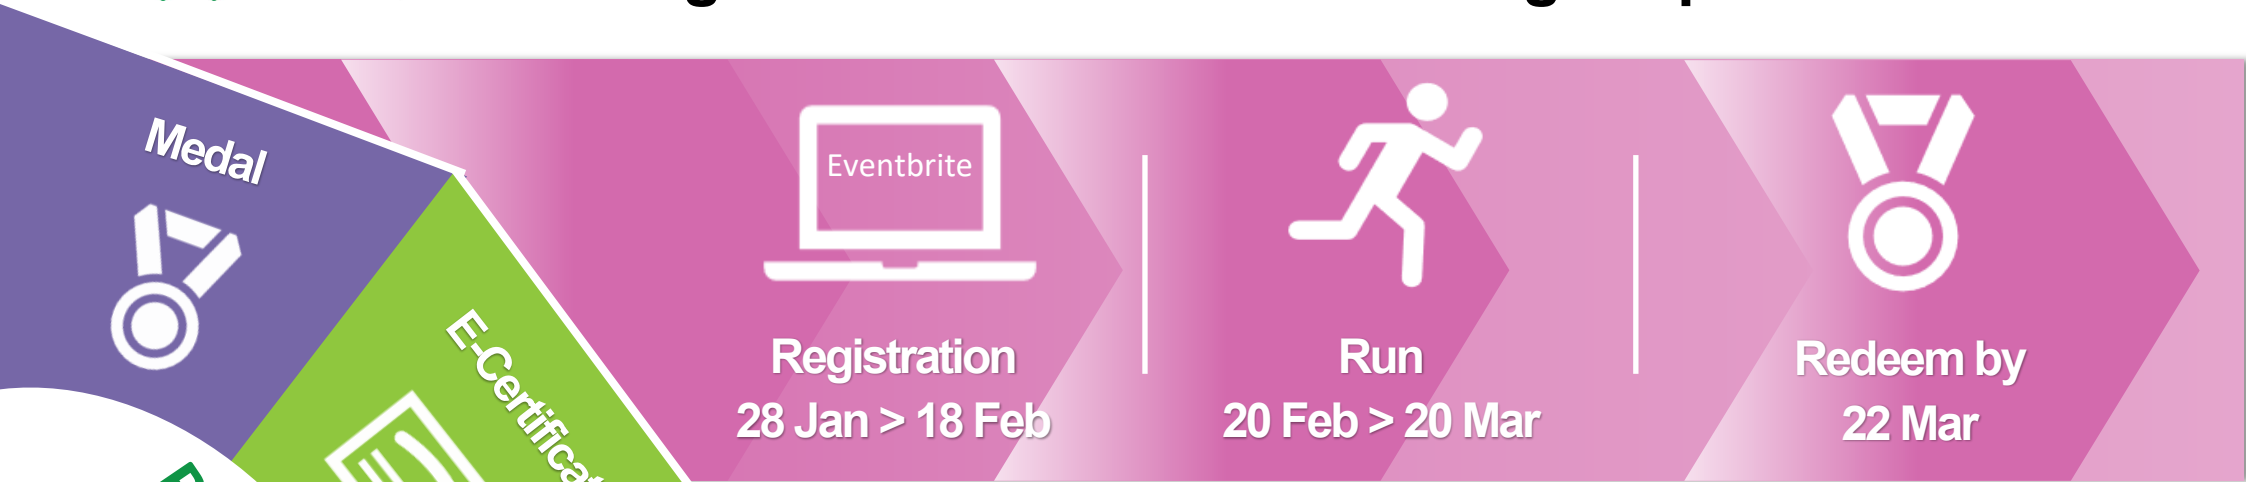 Medal
E-Certificat
Eventbrite
Registration
28 Jan > 18 Feb
Run
20 Feb > 20 Mar
Redeem by
22 Mar